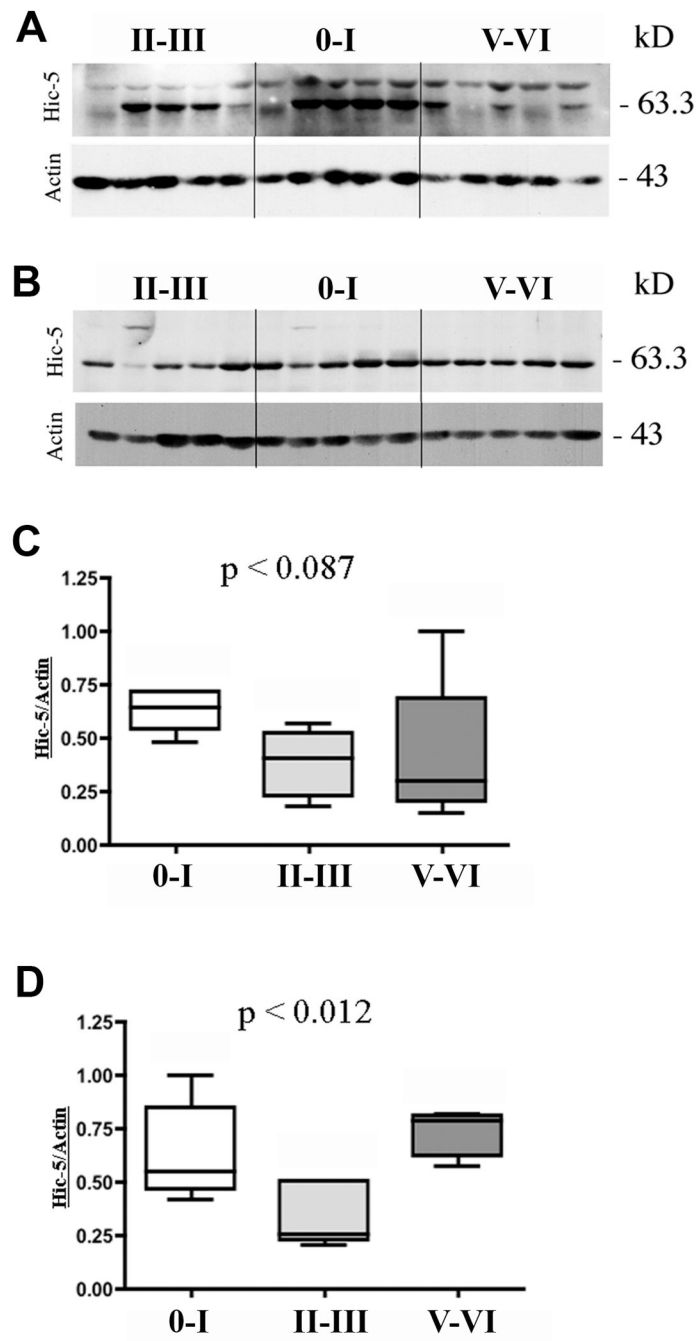 A
II-III 0-I V-VI kD
Hic-5 - 63.3
Actin - 43
B
II-III 0-I V-VI kD
Hic-5 - 63.3
Actin - 43
C
p < 0.087
1.25
1.00
0.75
0.50
0.25
0.00
Hic-5/Actin
0-I II-III V-VI
D
p < 0.012
1.25
1.00
0.75
0.50
0.25
0.00
Hic-5/Actin
0-I II-III V-VI